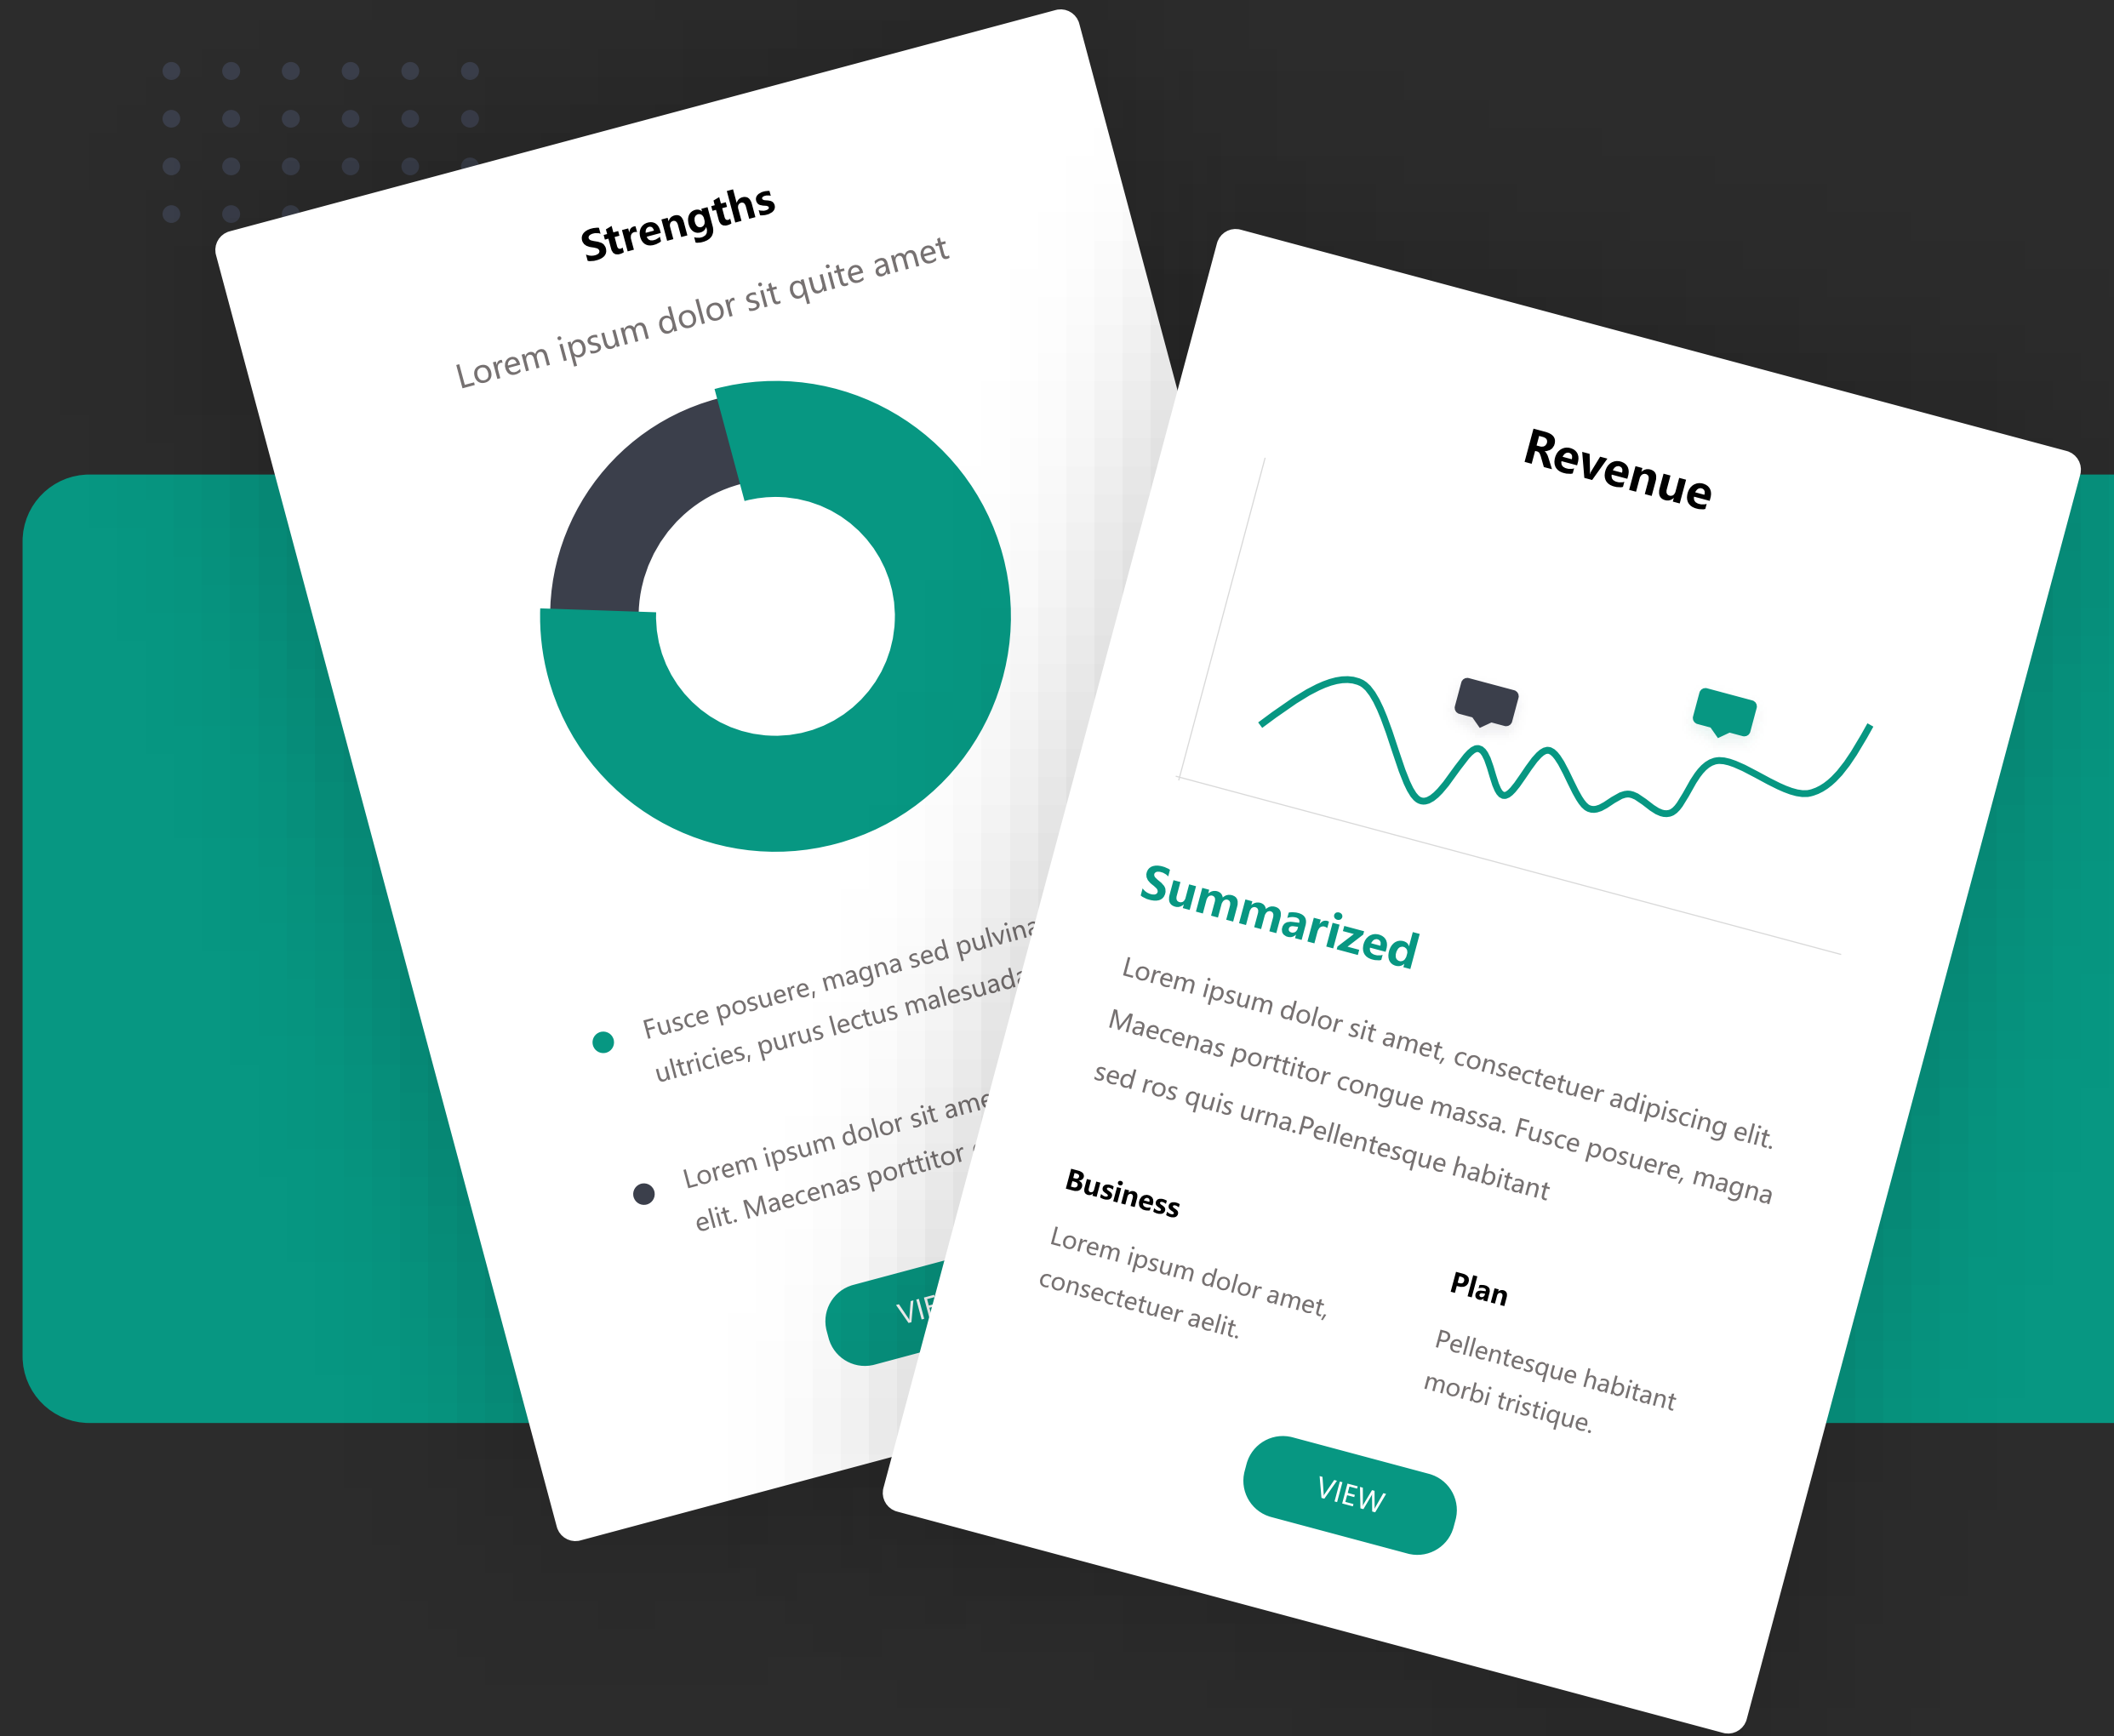 Strengths
Lorem ipsum dolor sit quite amet
Fusce posuere, magna sed
ultricies, purus lectus
Lorem ipsum dolor sit
elit. Maecenas porttitor
Revenue
Summarized
Lorem ipsum dolor sit amet, consectetuer adipiscing elit.
Maecenas porttitor congue massa. Fusce posuere, magna
sed ros quis urna.Pellentesque habitant
Business
Lorem ipsum dolor amet,
consectetuer aelit.
Plan
Pellentesque habitant
morbi tristique.
VIEW